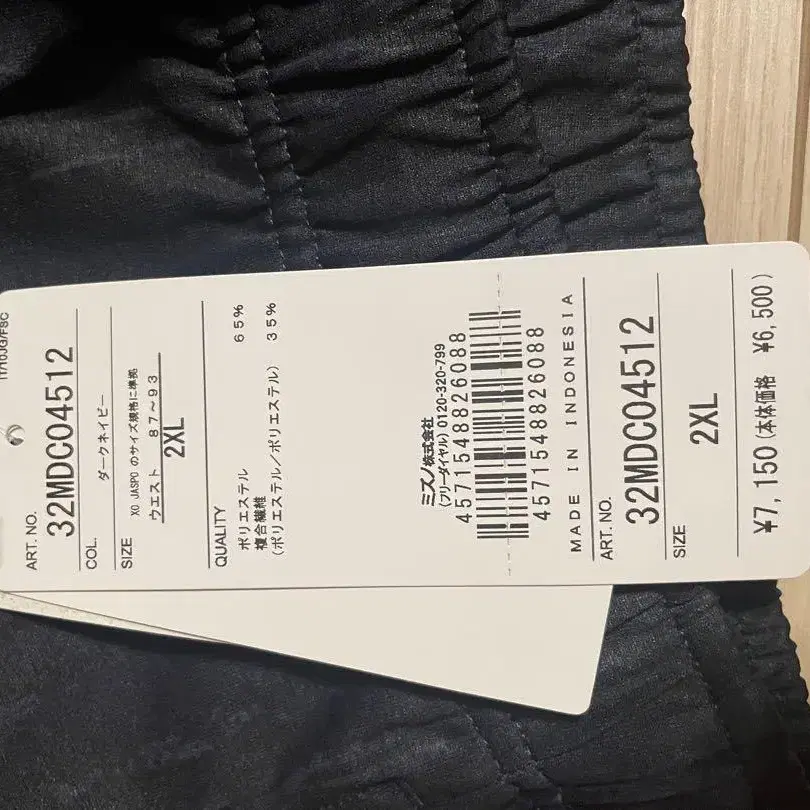 ART. NO.
32MDC04512
COL.
ダークネイビー
SIZE
XO JASPO のサイズ規格に準拠
ウエスト 87～93
2XL
QUALITY
ポリエステル 65%
複合繊維 35%
(ポリエステル/ポリエステル)
ミズノ株式会社
(フリーダイヤル) 0120-320-799
4571548826088
4571548826088
MADE IN INDONESIA
ART. NO.
32MDC04512
SIZE
2XL
¥7,150(本体価格 ¥6,500)